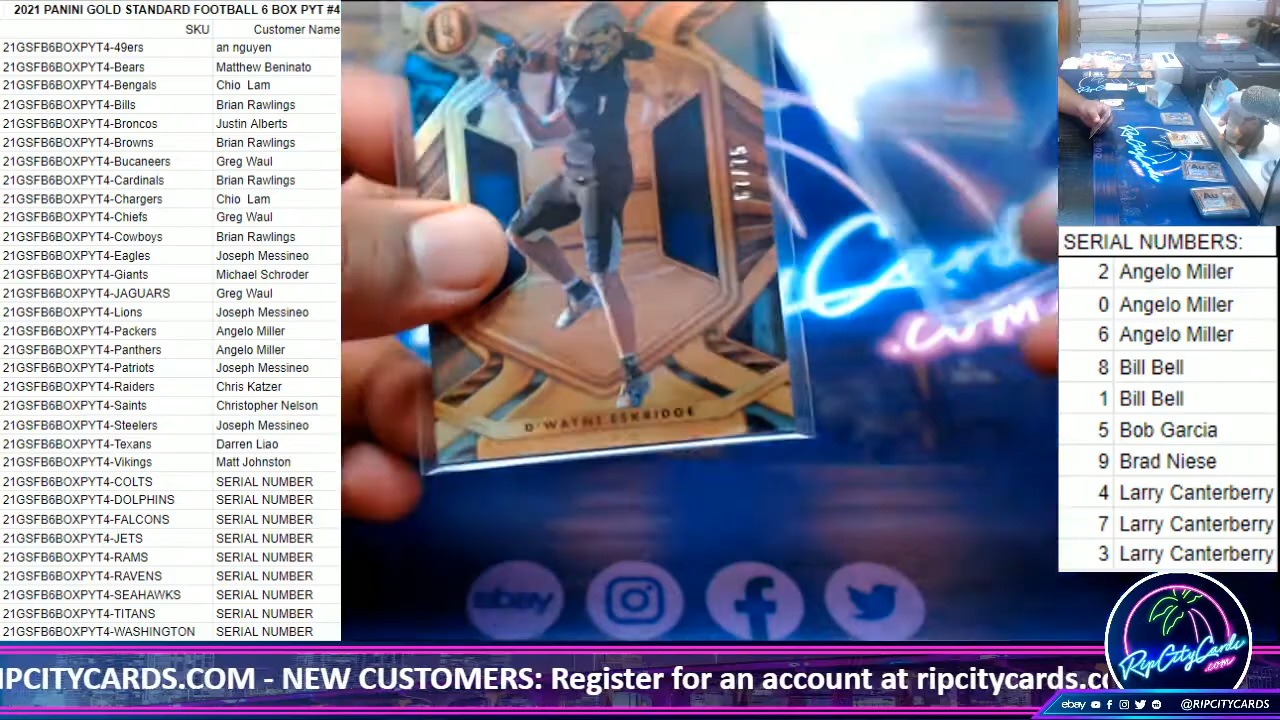 2021 PANINI GOLD STANDARD FOOTBALL 6 BOX PYT #4
SKU Customer Name
21GSFB6BOXPYT4-49ers an nguyen
21GSFB6BOXPYT4-Bears Matthew Beninato
21GSFB6BOXPYT4-Bengals Chio Lam
21GSFB6BOXPYT4-Bills Brian Rawlings
21GSFB6BOXPYT4-Broncos Justin Alberts
21GSFB6BOXPYT4-Browns Brian Rawlings
21GSFB6BOXPYT4-Bucaneers Greg Waul
21GSFB6BOXPYT4-Cardinals Brian Rawlings
21GSFB6BOXPYT4-Chargers Chio Lam
21GSFB6BOXPYT4-Chiefs Greg Waul
21GSFB6BOXPYT4-Cowboys Brian Rawlings
21GSFB6BOXPYT4-Eagles Joseph Messineo
21GSFB6BOXPYT4-Giants Michael Schroder
21GSFB6BOXPYT4-JAGUARS Greg Waul
21GSFB6BOXPYT4-Lions Joseph Messineo
21GSFB6BOXPYT4-Packers Angelo Miller
21GSFB6BOXPYT4-Panthers Angelo Miller
21GSFB6BOXPYT4-Patriots Joseph Messineo
21GSFB6BOXPYT4-Raiders Chris Katzer
21GSFB6BOXPYT4-Saints Christopher Nelson
21GSFB6BOXPYT4-Steelers Joseph Messineo
21GSFB6BOXPYT4-Texans Darren Liao
21GSFB6BOXPYT4-Vikings Matt Johnston
21GSFB6BOXPYT4-COLTS SERIAL NUMBER
21GSFB6BOXPYT4-DOLPHINS SERIAL NUMBER
21GSFB6BOXPYT4-FALCONS SERIAL NUMBER
21GSFB6BOXPYT4-JETS SERIAL NUMBER
21GSFB6BOXPYT4-RAMS SERIAL NUMBER
21GSFB6BOXPYT4-RAVENS SERIAL NUMBER
21GSFB6BOXPYT4-SEAHAWKS SERIAL NUMBER
21GSFB6BOXPYT4-TITANS SERIAL NUMBER
21GSFB6BOXPYT4-WASHINGTON SERIAL NUMBER
D'WAYNE ESKRIDGE
.com
ebay
Au
RipCityCards
SERIAL NUMBERS:
2 Angelo Miller
0 Angelo Miller
6 Angelo Miller
8 Bill Bell
1 Bill Bell
5 Bob Garcia
9 Brad Niese
4 Larry Canterberry
7 Larry Canterberry
3 Larry Canterberry
RipCityCards
.com
RIPCITYCARDS.COM - NEW CUSTOMERS: Register for an account at ripcitycards.co
ebay @RIPCITYCARDS